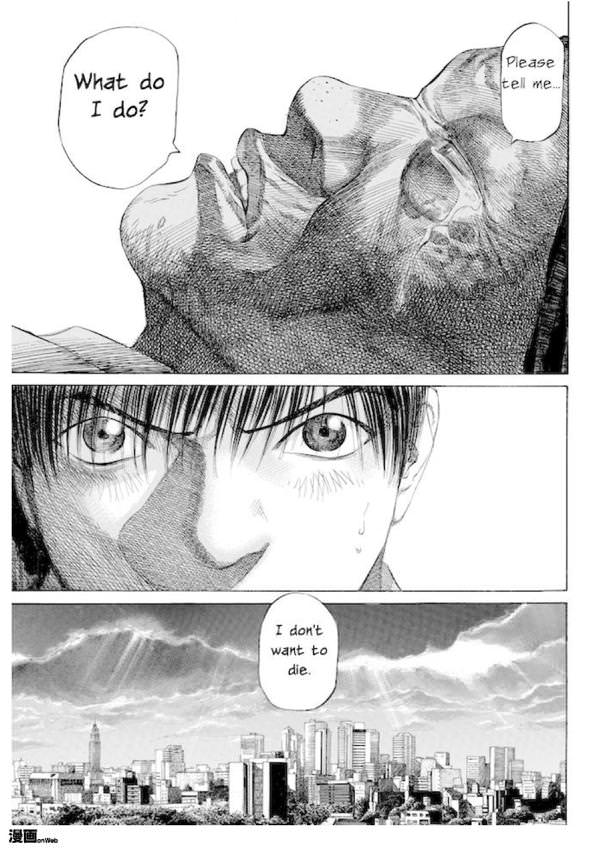 Please
tell me...
What do
I do?
I don't
want to
die.
漫画onWeb